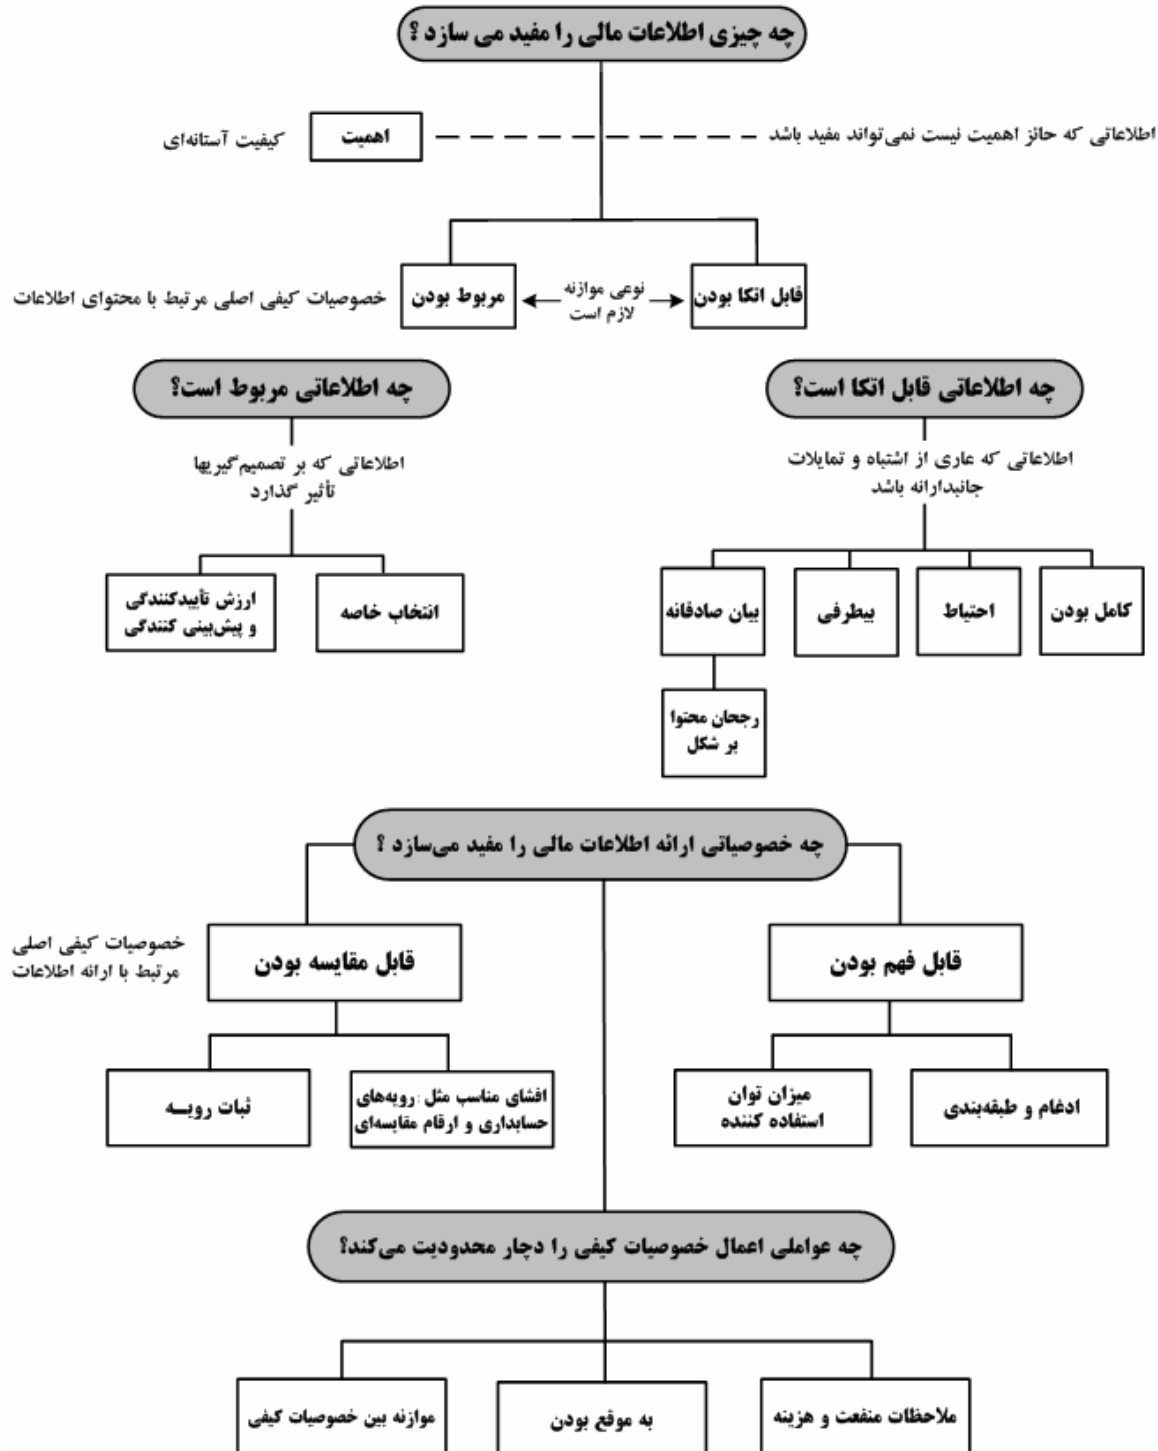 چه چیزی اطلاعات مالی را مفید می سازد ؟
اطلاعاتی که حائز اهمیت نیست نمی‌تواند مفید باشد
اهمیت
کیفیت آستانه‌ای
قابل اتکا بودن
نوعی موازنه
لازم است
مربوط بودن
خصوصیات کیفی اصلی مرتبط با محتوای اطلاعات
چه اطلاعاتی قابل اتکا است؟
اطلاعاتی که عاری از اشتباه و تمایلات
جانبدارانه باشد
کامل بودن
احتیاط
بیطرفی
بیان صادقانه
رجحان محتوا
بر شکل
چه اطلاعاتی مربوط است؟
اطلاعاتی که بر تصمیم‌گیریها
تأثیر گذارد
انتخاب خاصه
ارزش تأییدکنندگی
و پیش‌بینی کنندگی
چه خصوصیاتی ارائه اطلاعات مالی را مفید می‌سازد ؟
قابل فهم بودن
قابل مقایسه بودن
خصوصیات کیفی اصلی
مرتبط با ارائه اطلاعات
ادغام و طبقه‌بندی
میزان توان
استفاده کننده
افشای مناسب مثل : رویه‌های
حسابداری و ارقام مقایسه‌ای
ثبات رویـــه
چه عواملی اعمال خصوصیات کیفی را دچار محدودیت می‌کند؟
ملاحظات منفعت و هزینه
به موقع بودن
موازنه بین خصوصیات کیفی